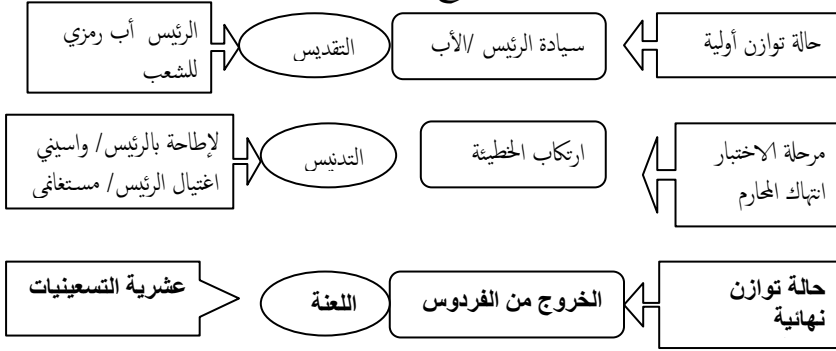 حالة توازن أولية
سيادة الرئيس /الأب
التقديس
الرئيس أب رمزي
للشعب
مرحلة الاختبار
انتهاك المحارم
ارتكاب الخطيئة
التدنيس
لإطاحة بالرئيس/ واسيني
اغتيال الرئيس/ مستغانمي
حالة توازن
نهائية
الخروج من الفردوس
اللعنة
عشرية التسعينيات